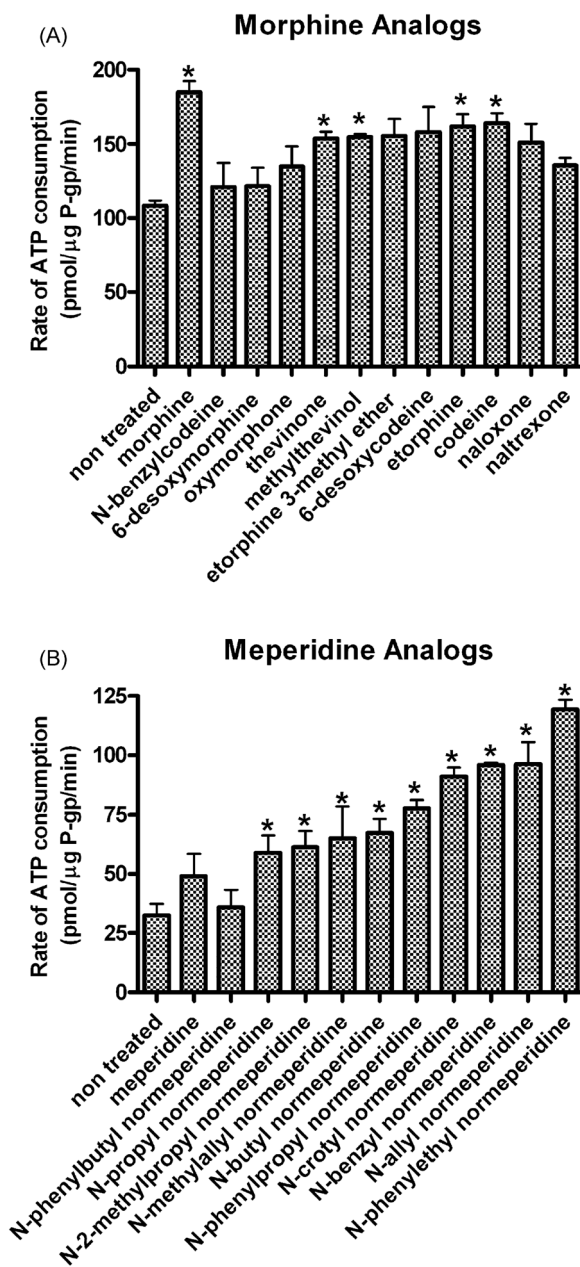 (A)
Morphine Analogs
Rate of ATP consumption
(pmol/µg P-gp/min)
200
150
100
50
0
* * * * *
non treated
morphine
N-benzylcodeine
6-desoxymorphine
oxymorphone
thevinone
methylthevinol
etorphine 3-methyl ether
6-desoxycodeine
etorphine
codeine
naloxone
naltrexone
(B)
Meperidine Analogs
Rate of ATP consumption
(pmol/µg P-gp/min)
125
100
75
50
25
0
* * * * * * * * *
non treated
meperidine
N-phenylbutyl normeperidine
N-propyl normeperidine
N-2-methylpropyl normeperidine
N-methylallyl normeperidine
N-butyl normeperidine
N-phenylpropyl normeperidine
N-crotyl normeperidine
N-benzyl normeperidine
N-allyl normeperidine
N-phenylethyl normeperidine